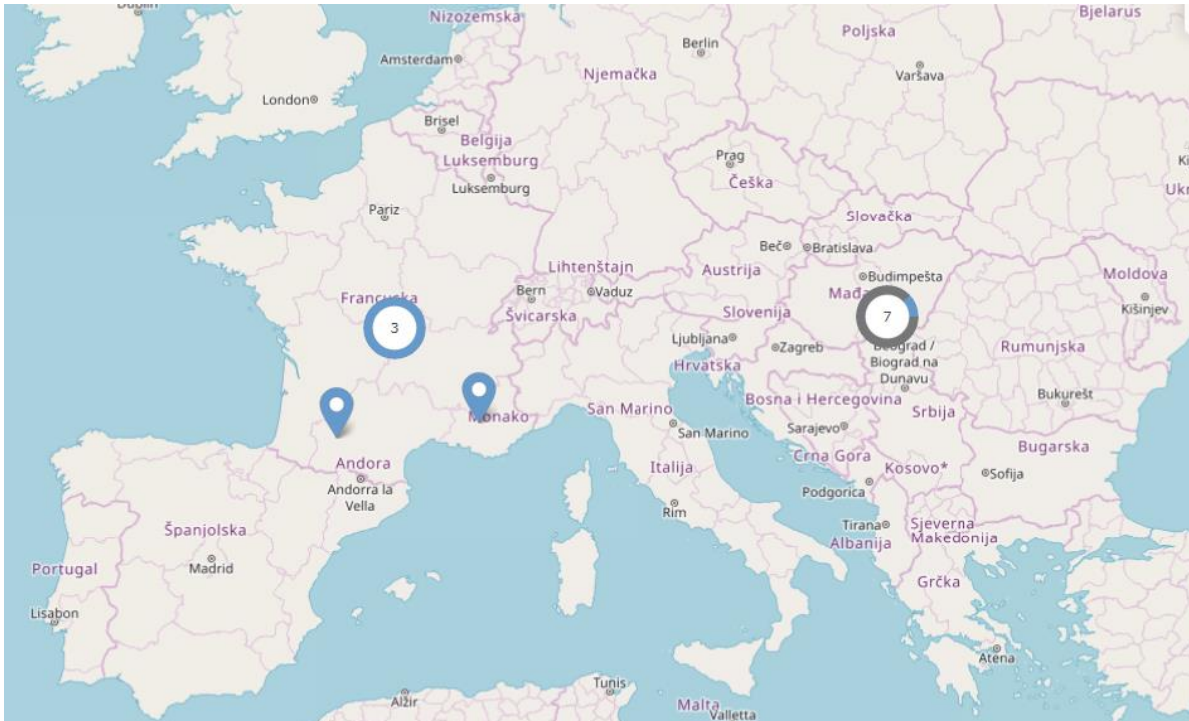 Dublin
Nizozemska
Bjelarus
Poljska
Berlin
Amsterdam
Njemačka
Varšava
London
Brisel
Belgija
Luksemburg
Luksemburg
Prag
Češka
Pariz
Slovačka
Beč
Bratislava
Lihtenštajn
Austrija
Budimpešta
Moldova
Bern
Vaduz
Švicarska
Francuska
3
7
Slovenija
Kišinjev
Ljubljana
Zagreb
Hrvatska
Beograd /
Biograd na
Dunavu
Rumunjska
Bukurešt
Monako
San Marino
San Marino
Bosna i Hercegovina
Sarajevo
Srbija
Bugarska
Crna Gora
Kosovo*
Sofija
Andora
Andorra la
Vella
Italija
Rim
Podgorica
Tirana
Albanija
Sjeverna
Makedonija
Španjolska
Madrid
Portugal
Lisabon
Grčka
Atena
Alžir
Tunis
Malta
Valletta